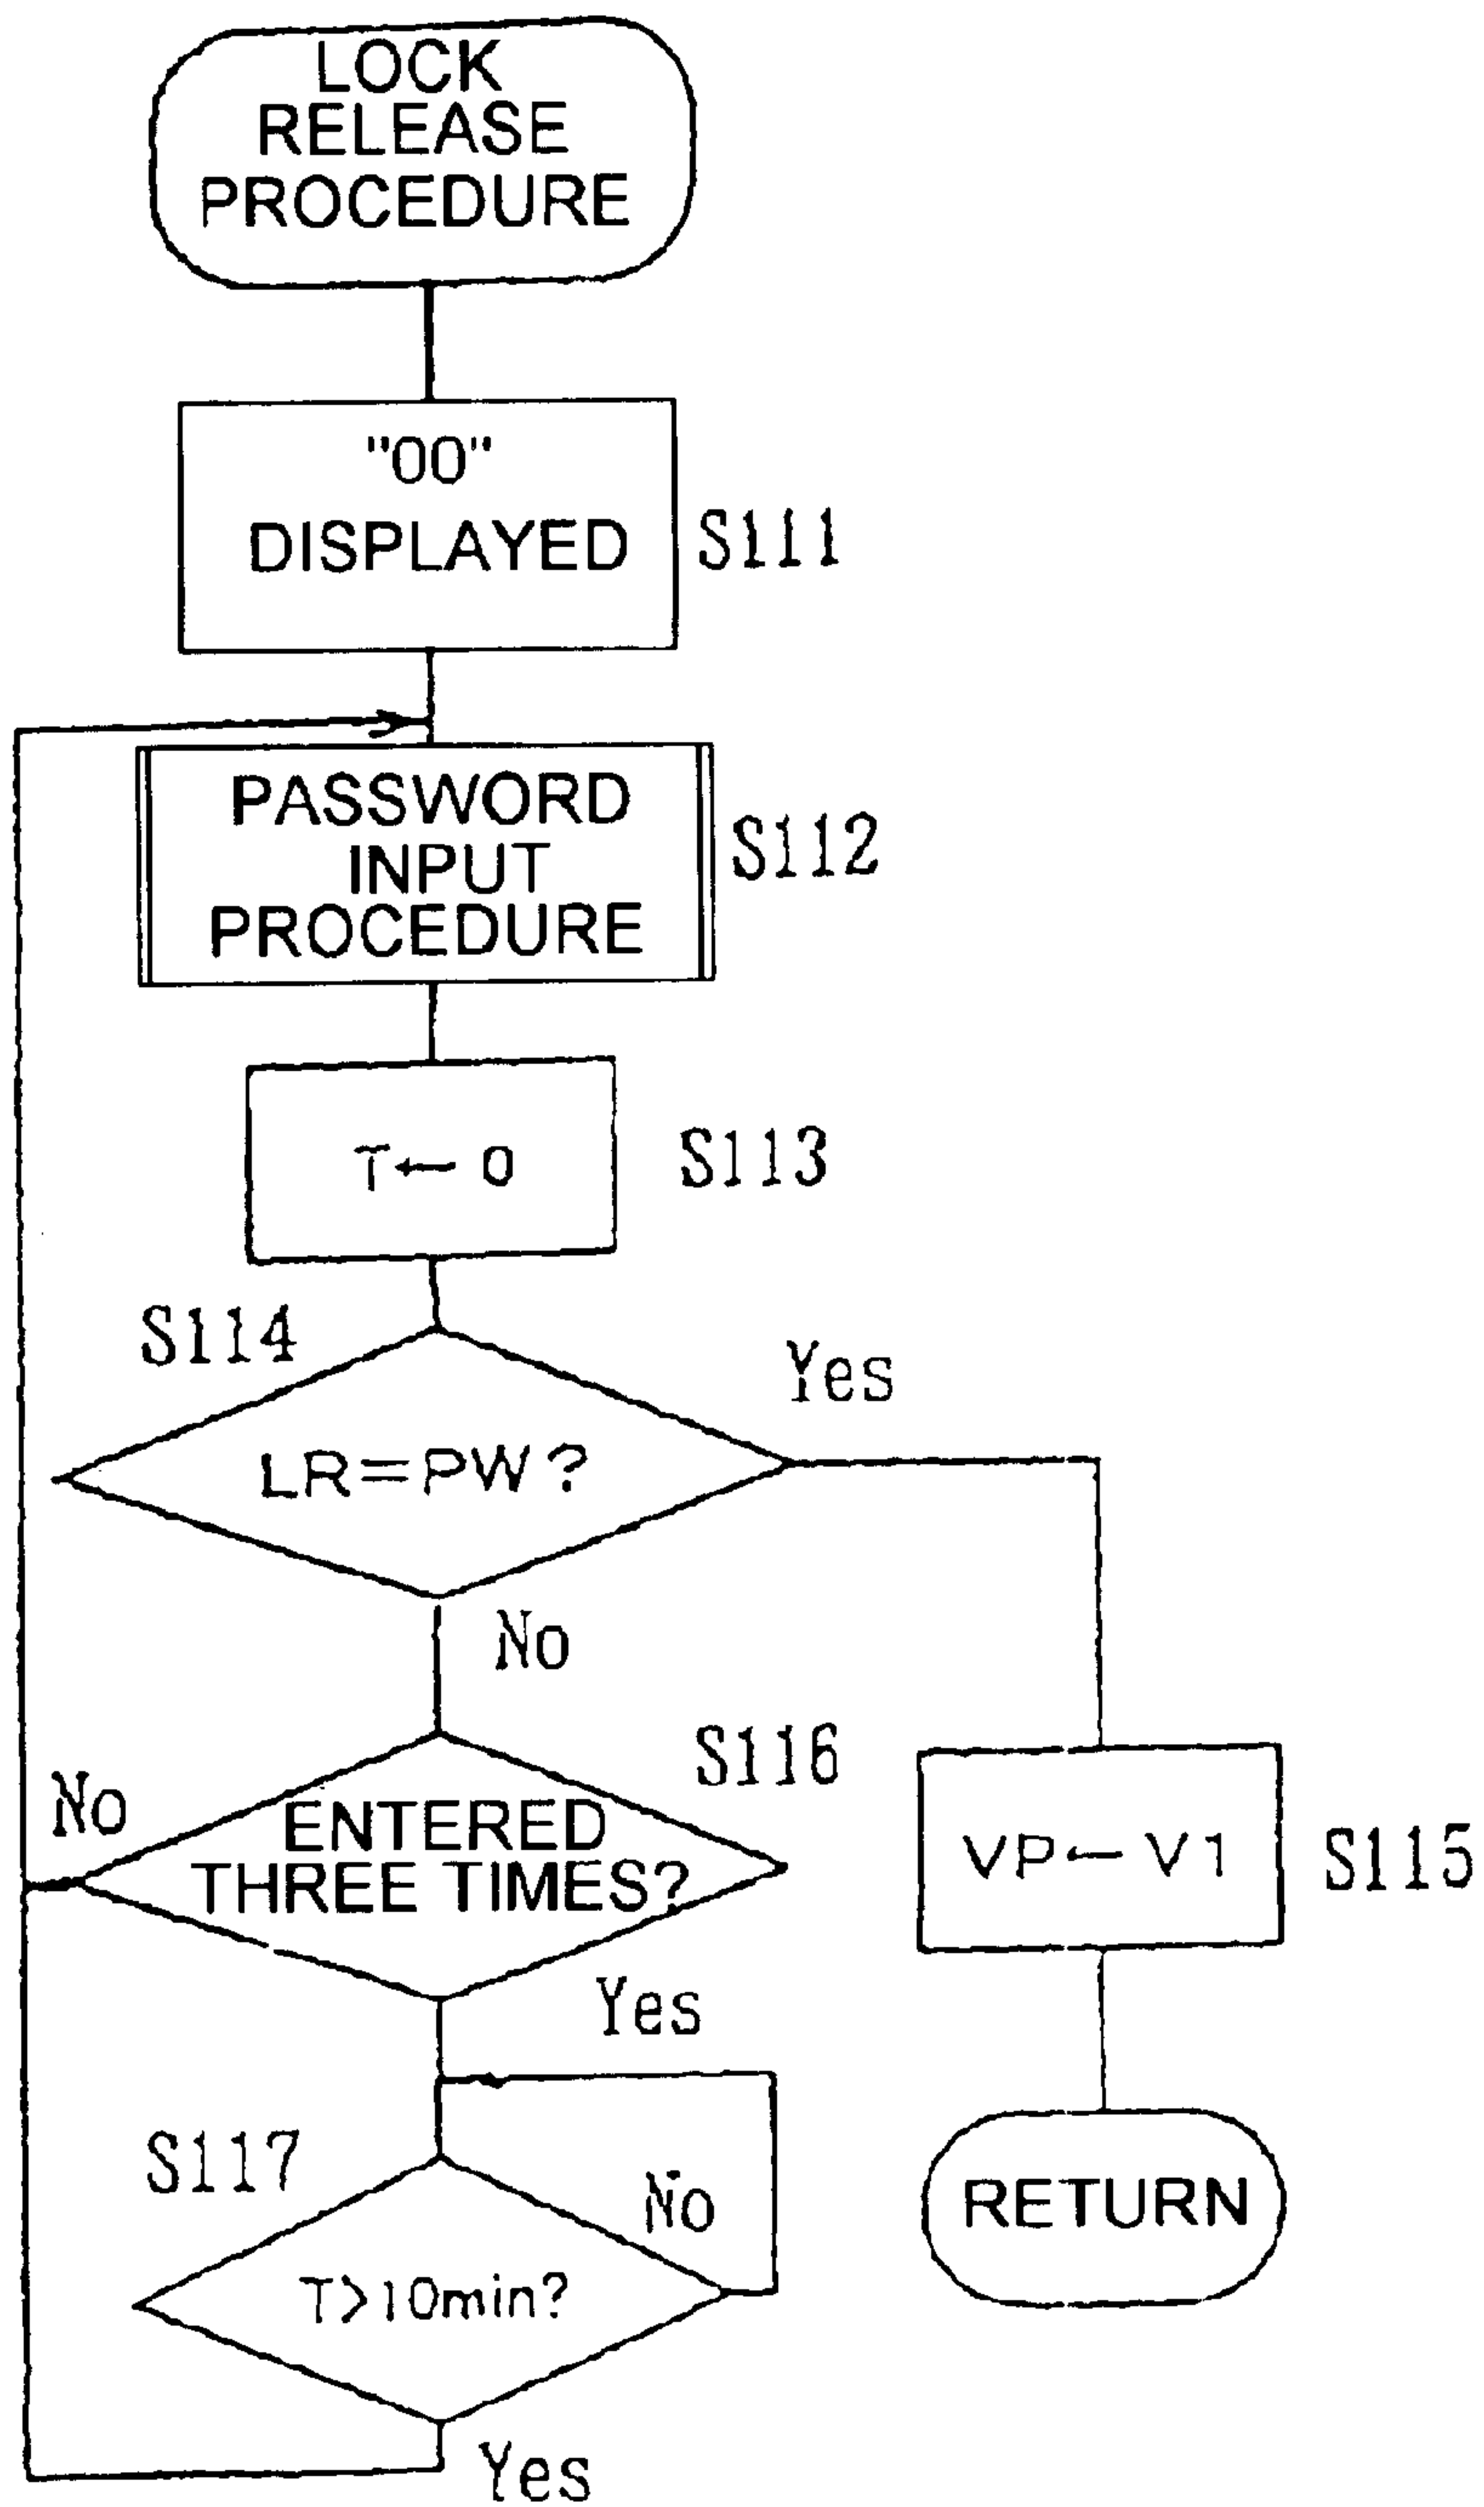 LOCK
RELEASE
PROCEDURE
"00"
DISPLAYED
S111
PASSWORD
INPUT
PROCEDURE
S112
T← 0
S113
S114
LR=PW?
Yes
No
S116
No
ENTERED
THREE TIMES?
VP← V1
S115
Yes
S117
No
RETURN
T>10min?
Yes